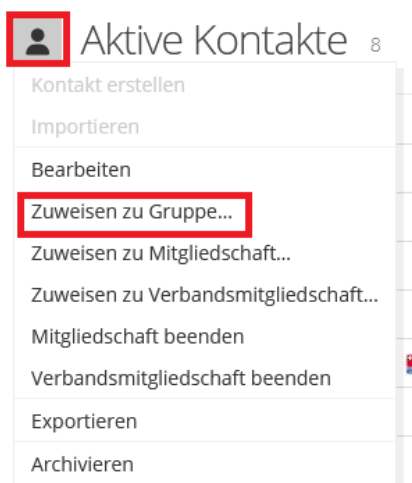 Aktive Kontakte 8
Kontakt erstellen
Importieren
Bearbeiten
Zuweisen zu Gruppe...
Zuweisen zu Mitgliedschaft...
Zuweisen zu Verbandsmitgliedschaft...
Mitgliedschaft beenden
Verbandsmitgliedschaft beenden
Exportieren
Archivieren